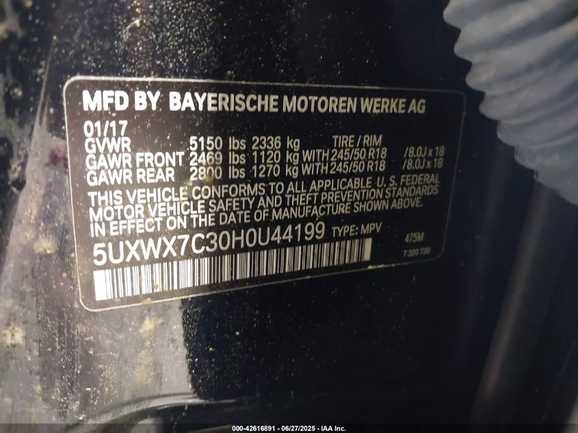 MFD BY BAYERISCHE MOTOREN WERKE AG
01/17
GVWR 5150 lbs 2336 kg TIRE / RIM
GAWR FRONT 2469 lbs 1120 kg WITH 245/50 R18 /8.0J x 18
GAWR REAR 2800 lbs 1270 kg WITH 245/50 R18 /8.0J x 18
THIS VEHICLE CONFORMS TO ALL APPLICABLE U.S. FEDERAL
MOTOR VEHICLE SAFETY AND THEFT PREVENTION STANDARDS
IN EFFECT ON THE DATE OF MANUFACTURE SHOWN ABOVE.
5UXWX7C30H0U44199 TYPE: MPV 475M
000-42616891 - 06/27/2025 - IAA Inc.